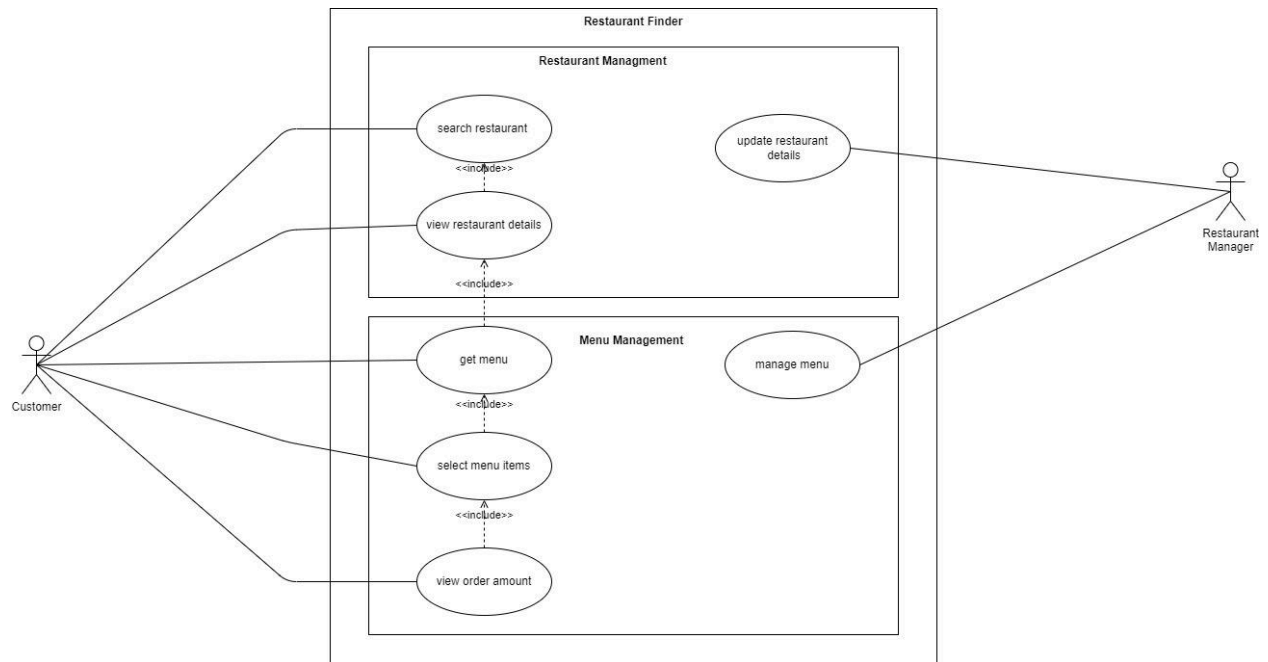 Restaurant Finder
Restaurant Managment
search restaurant
update restaurant
details
<<include>>
view restaurant details
Restaurant
Manager
<<include>>
Menu Management
get menu
manage menu
Customer
<<include>>
select menu items
<<include>>
view order amount